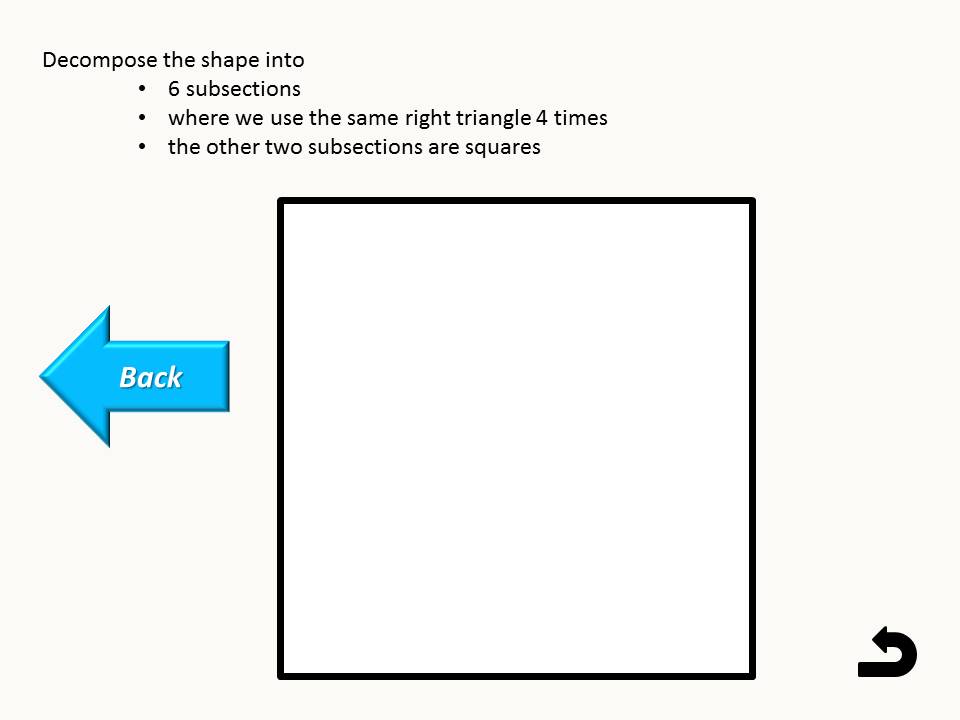 Decompose the shape into
• 6 subsections
• where we use the same right triangle 4 times
• the other two subsections are squares
Back